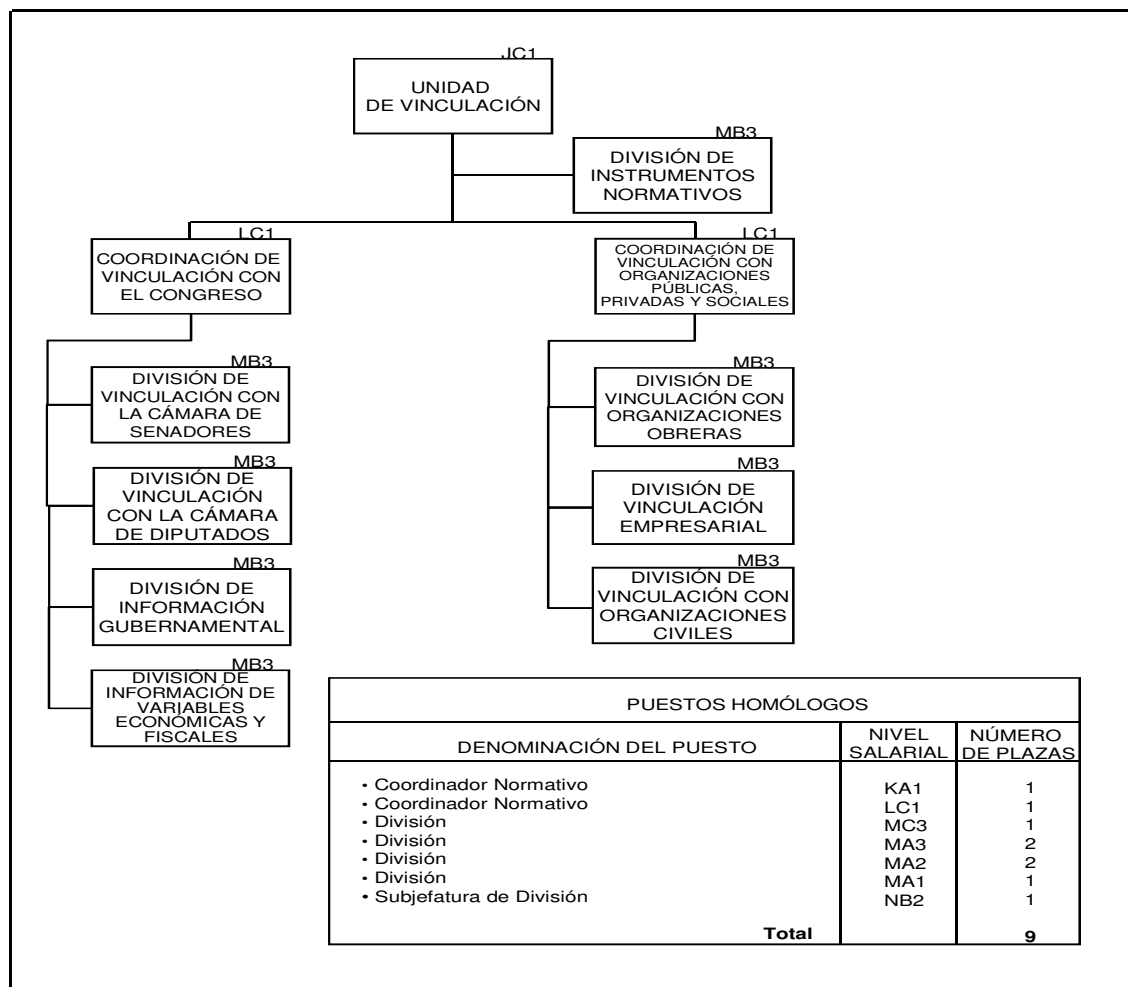 JC1
UNIDAD
DE VINCULACIÓN
MB3
DIVISIÓN DE
INSTRUMENTOS
NORMATIVOS
LC1
COORDINACIÓN DE
VINCULACIÓN CON
EL CONGRESO
LC1
COORDINACIÓN DE
VINCULACIÓN CON
ORGANIZACIONES
PÚBLICAS,
PRIVADAS Y SOCIALES
MB3
DIVISIÓN DE
VINCULACIÓN CON
LA CÁMARA DE
SENADORES
MB3
DIVISIÓN DE
VINCULACIÓN
CON LA CÁMARA
DE DIPUTADOS
MB3
DIVISIÓN DE
INFORMACIÓN
GUBERNAMENTAL
MB3
DIVISIÓN DE
INFORMACIÓN DE
VARIABLES
ECONÓMICAS Y
FISCALES
MB3
DIVISIÓN DE
VINCULACIÓN CON
ORGANIZACIONES
OBRERAS
MB3
DIVISIÓN DE
VINCULACIÓN
EMPRESARIAL
MB3
DIVISIÓN DE
VINCULACIÓN CON
ORGANIZACIONES
CIVILES
PUESTOS HOMÓLOGOS
DENOMINACIÓN DEL PUESTO
NIVEL
SALARIAL
NÚMERO
DE PLAZAS
• Coordinador Normativo KA1 1
• Coordinador Normativo LC1 1
• División MC3 1
• División MA3 2
• División MA2 2
• División MA1 1
• Subjefatura de División NB2 1
Total 9